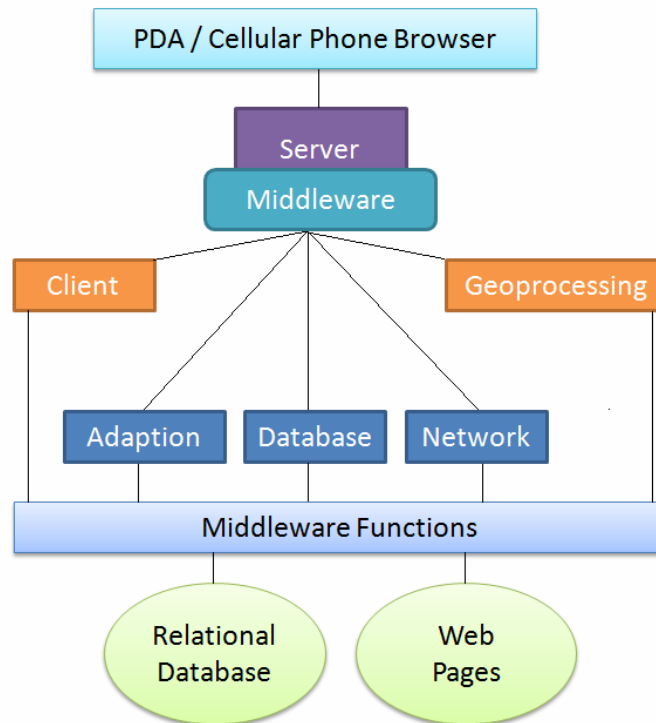 PDA / Cellular Phone Browser
Server
Middleware
Client
Geoprocessing
Adaption
Database
Network
Middleware Functions
Relational
Database
Web
Pages